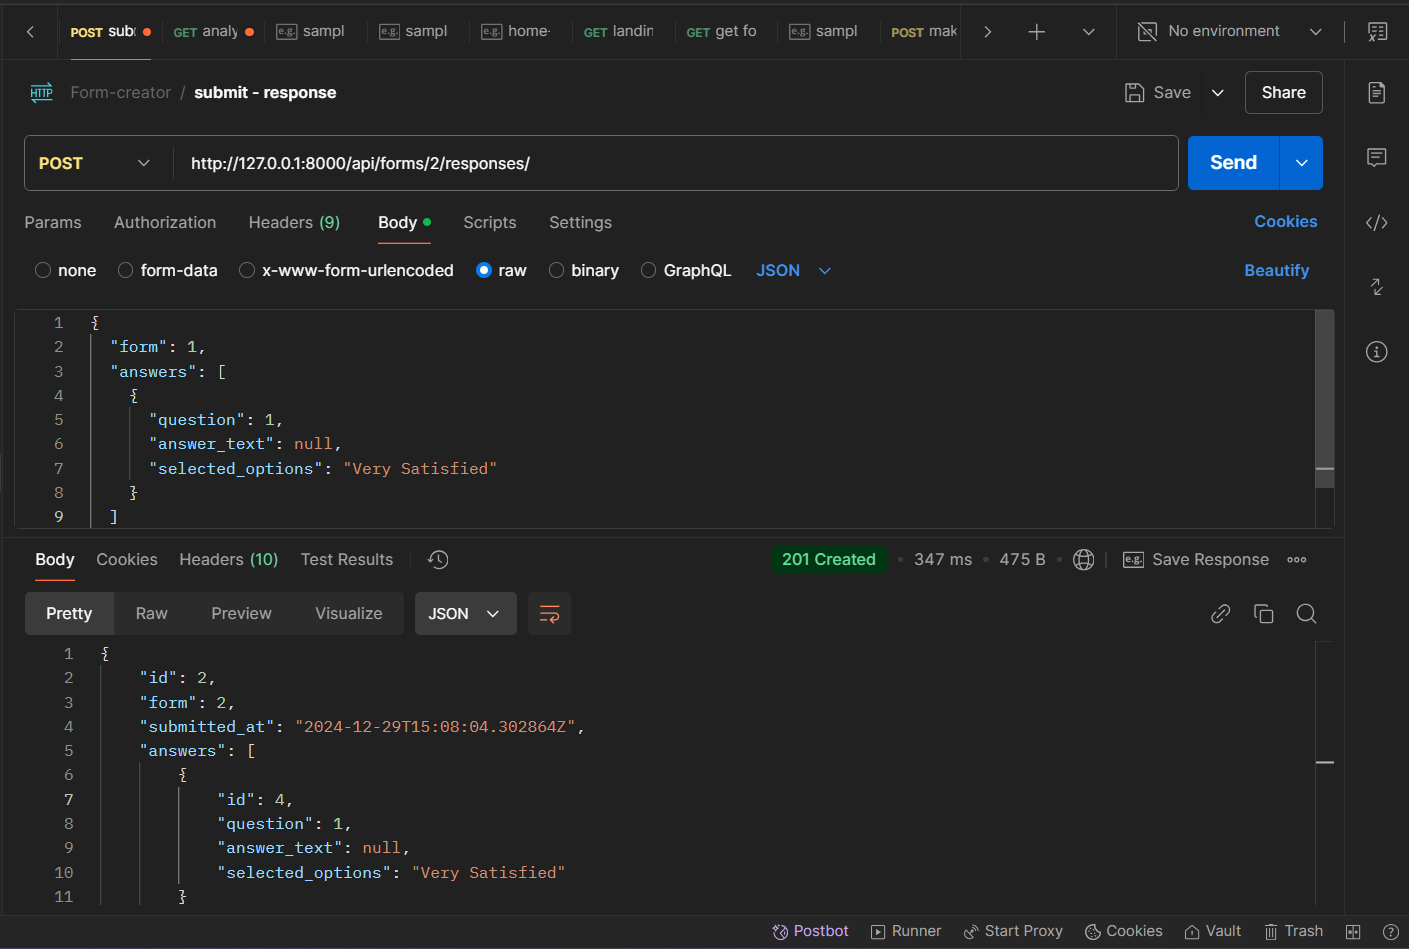 POST sub GET analy e.g. sampl e.g. sampl e.g. home- GET landin GET get fo e.g. sampl POST mak No environment
HTTP Form-creator / submit - response Save Share
POST http://127.0.0.1:8000/api/forms/2/responses/ Send
Params Authorization Headers (9) Body Scripts Settings Cookies
none form-data x-www-form-urlencoded raw binary GraphQL JSON Beautify
1 {
2 "form": 1,
3 "answers": [
4 {
5 "question": 1,
6 "answer_text": null,
7 "selected_options": "Very Satisfied"
8 }
9 ]
Body Cookies Headers (10) Test Results 201 Created 347 ms 475 B e.g. Save Response
Pretty Raw Preview Visualize JSON
1 {
2 "id": 2,
3 "form": 2,
4 "submitted_at": "2024-12-29T15:08:04.302864Z",
5 "answers": [
6 {
7 "id": 4,
8 "question": 1,
9 "answer_text": null,
10 "selected_options": "Very Satisfied"
11 }
Postbot Runner Start Proxy Cookies Vault Trash